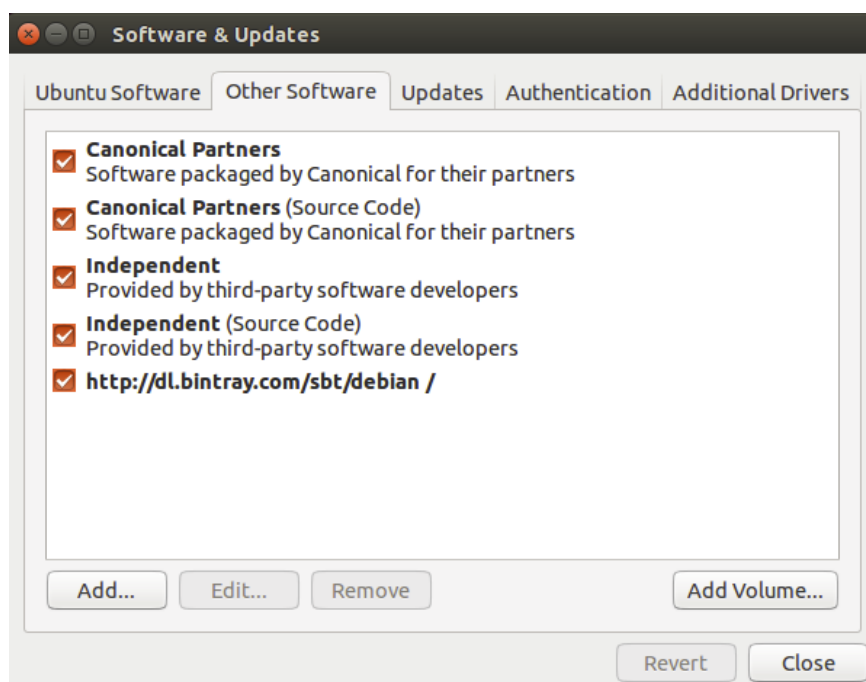 Software & Updates
Ubuntu Software Other Software Updates Authentication Additional Drivers
Canonical Partners
Software packaged by Canonical for their partners
Canonical Partners (Source Code)
Software packaged by Canonical for their partners
Independent
Provided by third-party software developers
Independent (Source Code)
Provided by third-party software developers
http://dl.bintray.com/sbt/debian /
Add... Edit... Remove Add Volume...
Revert Close